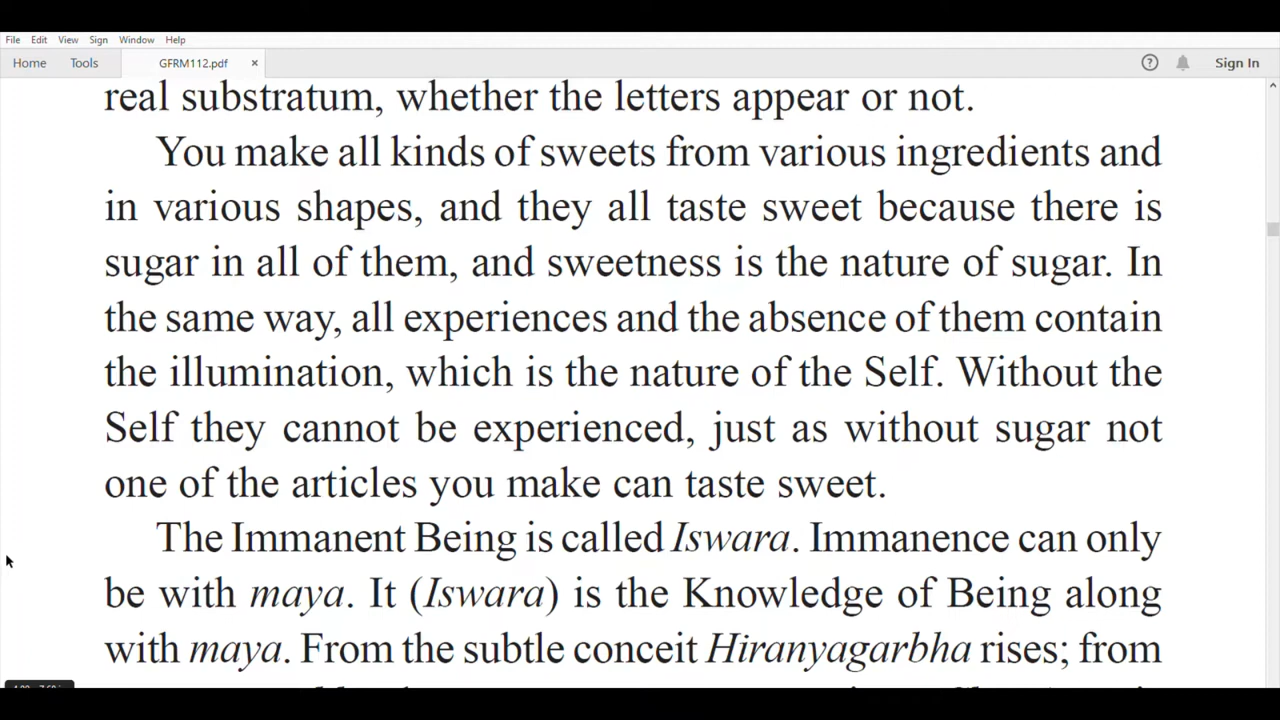 File Edit View Sign Window Help
Home Tools GFRM112.pdf × ? Sign In
real substratum, whether the letters appear or not.
You make all kinds of sweets from various ingredients and
in various shapes, and they all taste sweet because there is
sugar in all of them, and sweetness is the nature of sugar. In
the same way, all experiences and the absence of them contain
the illumination, which is the nature of the Self. Without the
Self they cannot be experienced, just as without sugar not
one of the articles you make can taste sweet.
The Immanent Being is called Iswara. Immanence can only
be with maya. It (Iswara) is the Knowledge of Being along
with maya. From the subtle conceit Hiranyagarbha rises; from